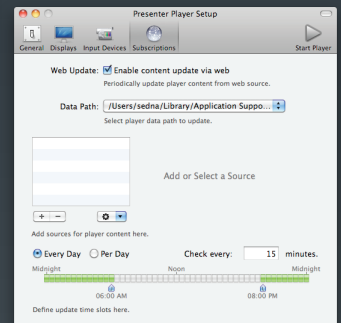 Presenter Player Setup
General Displays Input Devices Subscriptions Start Player
Web Update: Enable content update via web
Periodically update player content from web source.
Data Path: /Users/sedna/Library/Application Suppo...
Select player data path to update.
Add or Select a Source
+ −
Add sources for player content here.
Every Day Per Day Check every: 15 minutes.
Midnight Noon Midnight
06:00 AM 08:00 PM
Define update time slots here.